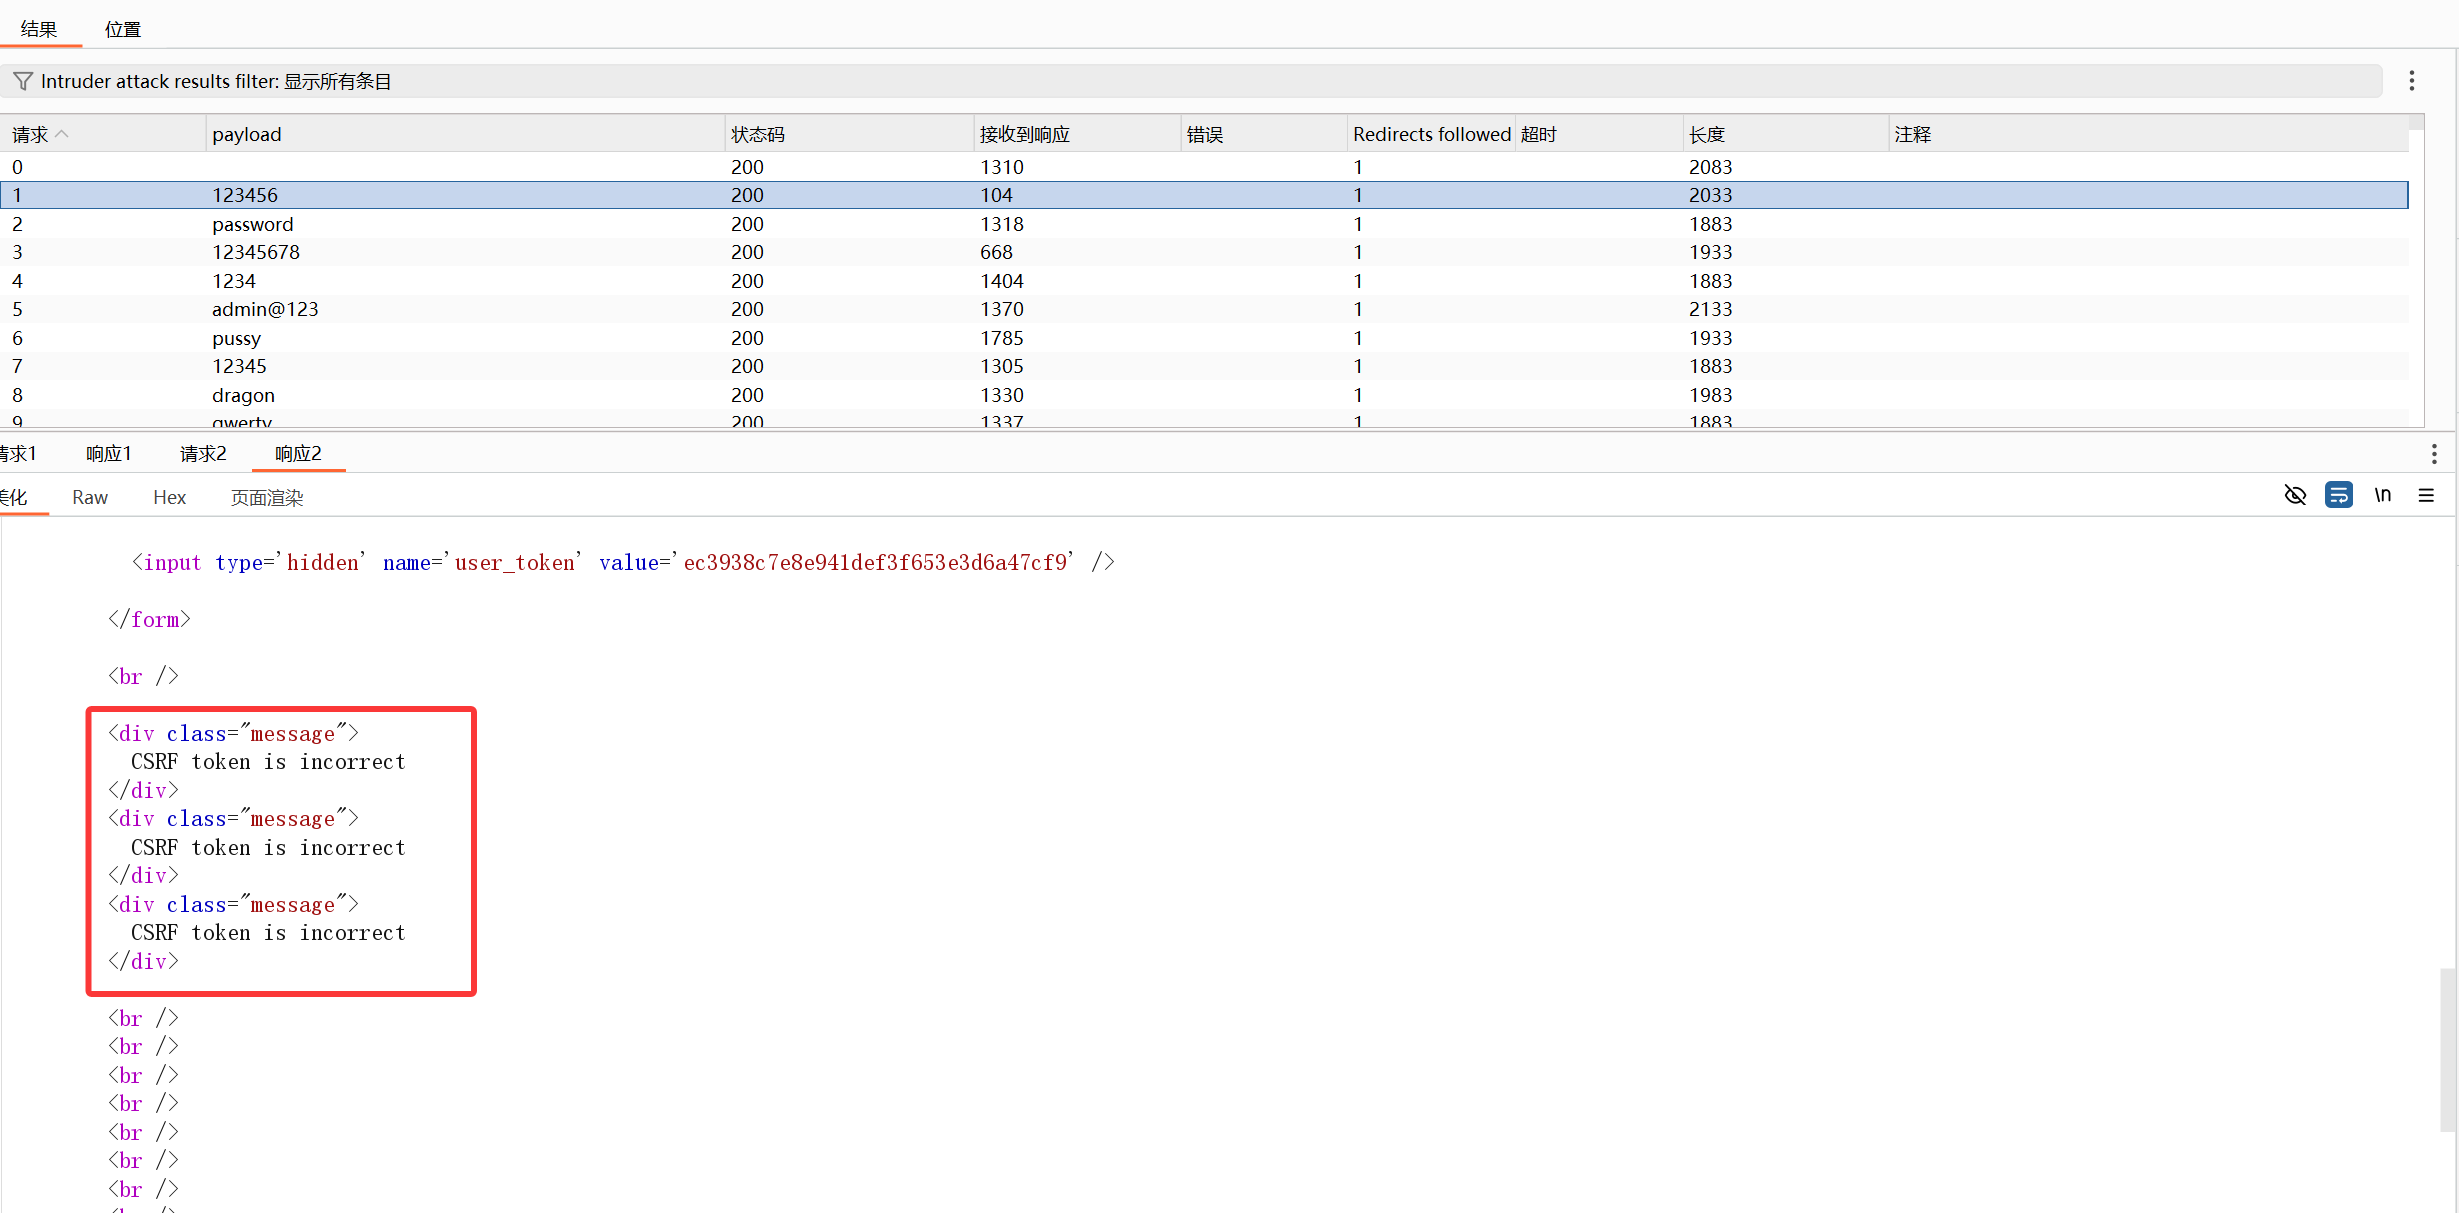 结果 位置
Intruder attack results filter: 显示所有条目
请求 payload 状态码 接收到响应 错误 Redirects followed 超时 长度 注释
0 200 1310 1 2083
1 123456 200 104 1 2033
2 password 200 1318 1 1883
3 12345678 200 668 1 1933
4 1234 200 1404 1 1883
5 admin@123 200 1370 1 2133
6 pussy 200 1785 1 1933
7 12345 200 1305 1 1883
8 dragon 200 1330 1 1983
9 qwerty 200 1337 1 1883
请求1 响应1 请求2 响应2
美化 Raw Hex 页面渲染 \n
<input type='hidden' name='user_token' value='ec3938c7e8e941def3f653e3d6a47cf9' />
</form>
<br />
<div class="message">
CSRF token is incorrect
</div>
<div class="message">
CSRF token is incorrect
</div>
<div class="message">
CSRF token is incorrect
</div>
<br />
<br />
<br />
<br />
<br />
<br />
<br />
<br />